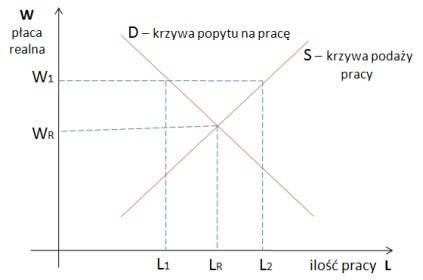 W
płaca
realna
D – krzywa popytu na pracę
S – krzywa podaży
pracy
W1
WR
L1
LR
L2
ilość pracy L